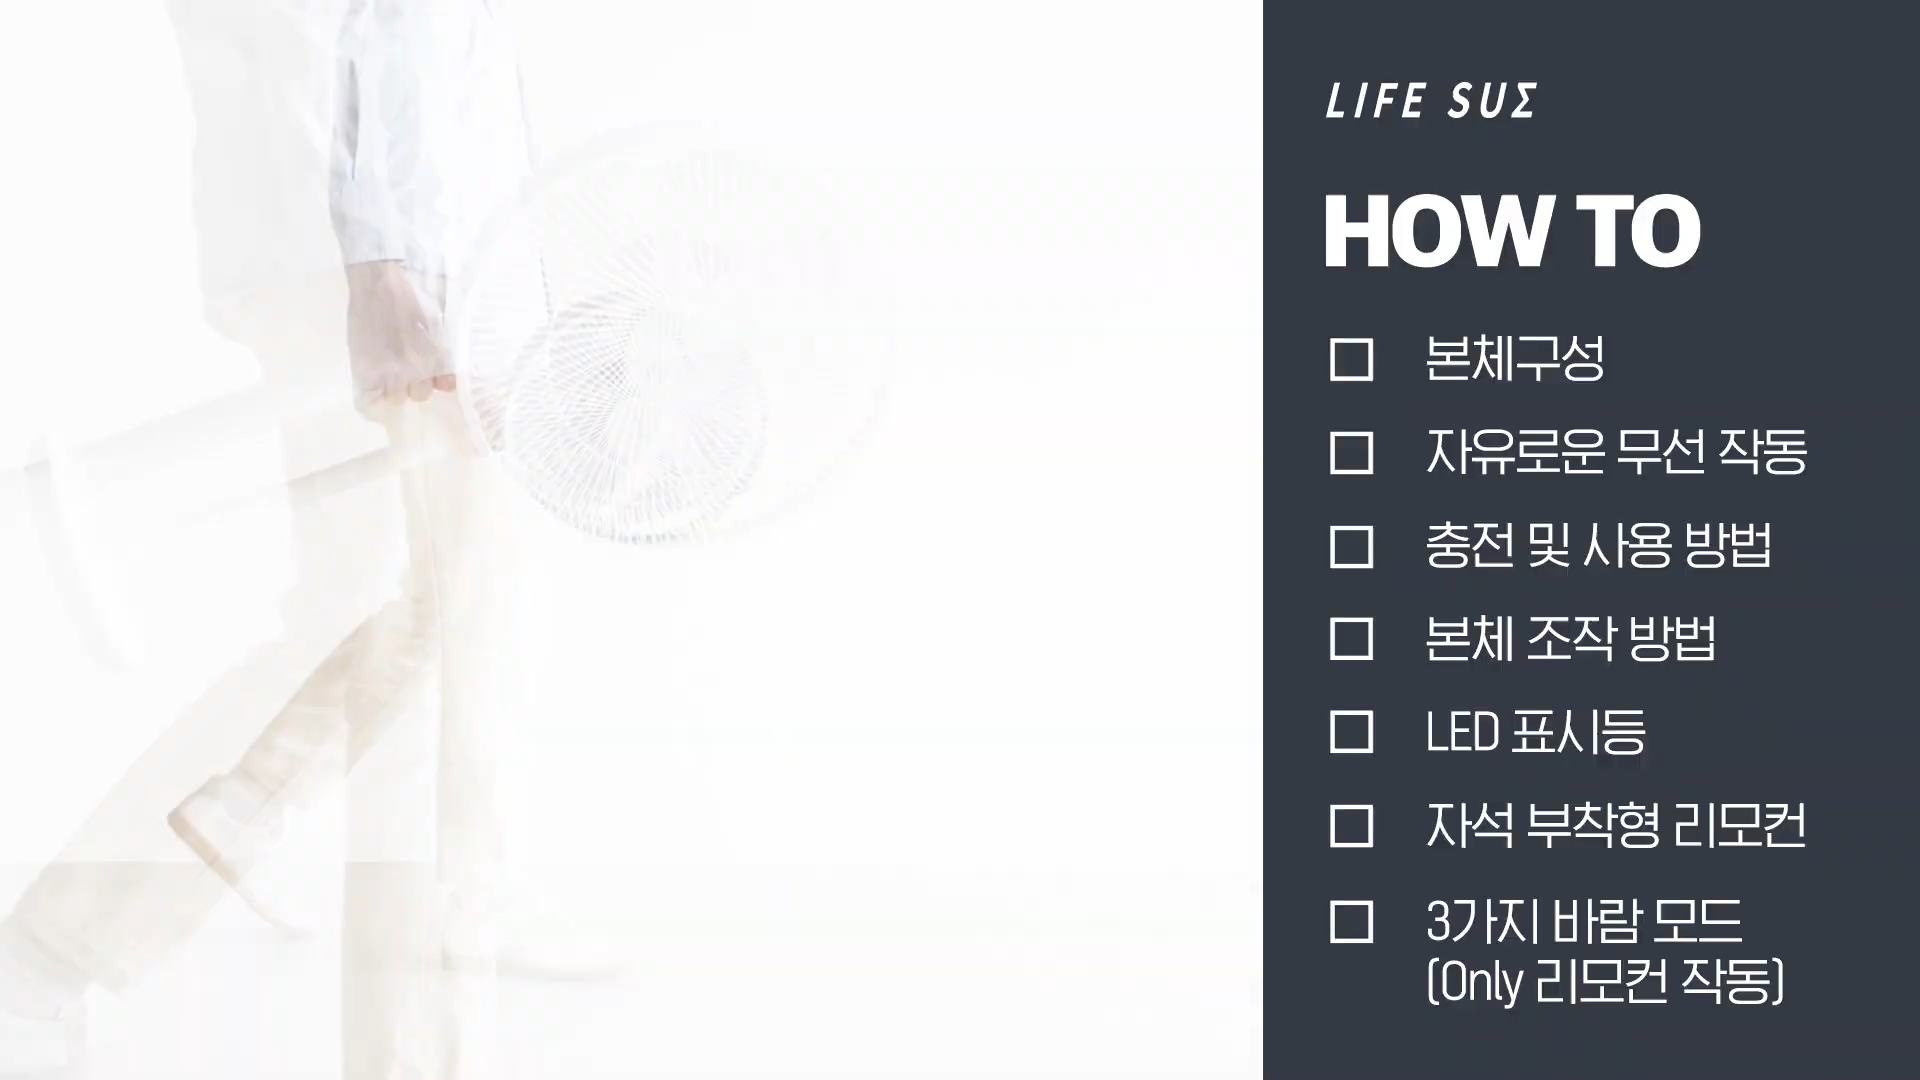 LIFE SUΣ
HOW TO
본체구성
자유로운 무선 작동
충전 및 사용 방법
본체 조작 방법
LED 표시등
자석 부착형 리모컨
3가지 바람 모드
(Only 리모컨 작동)